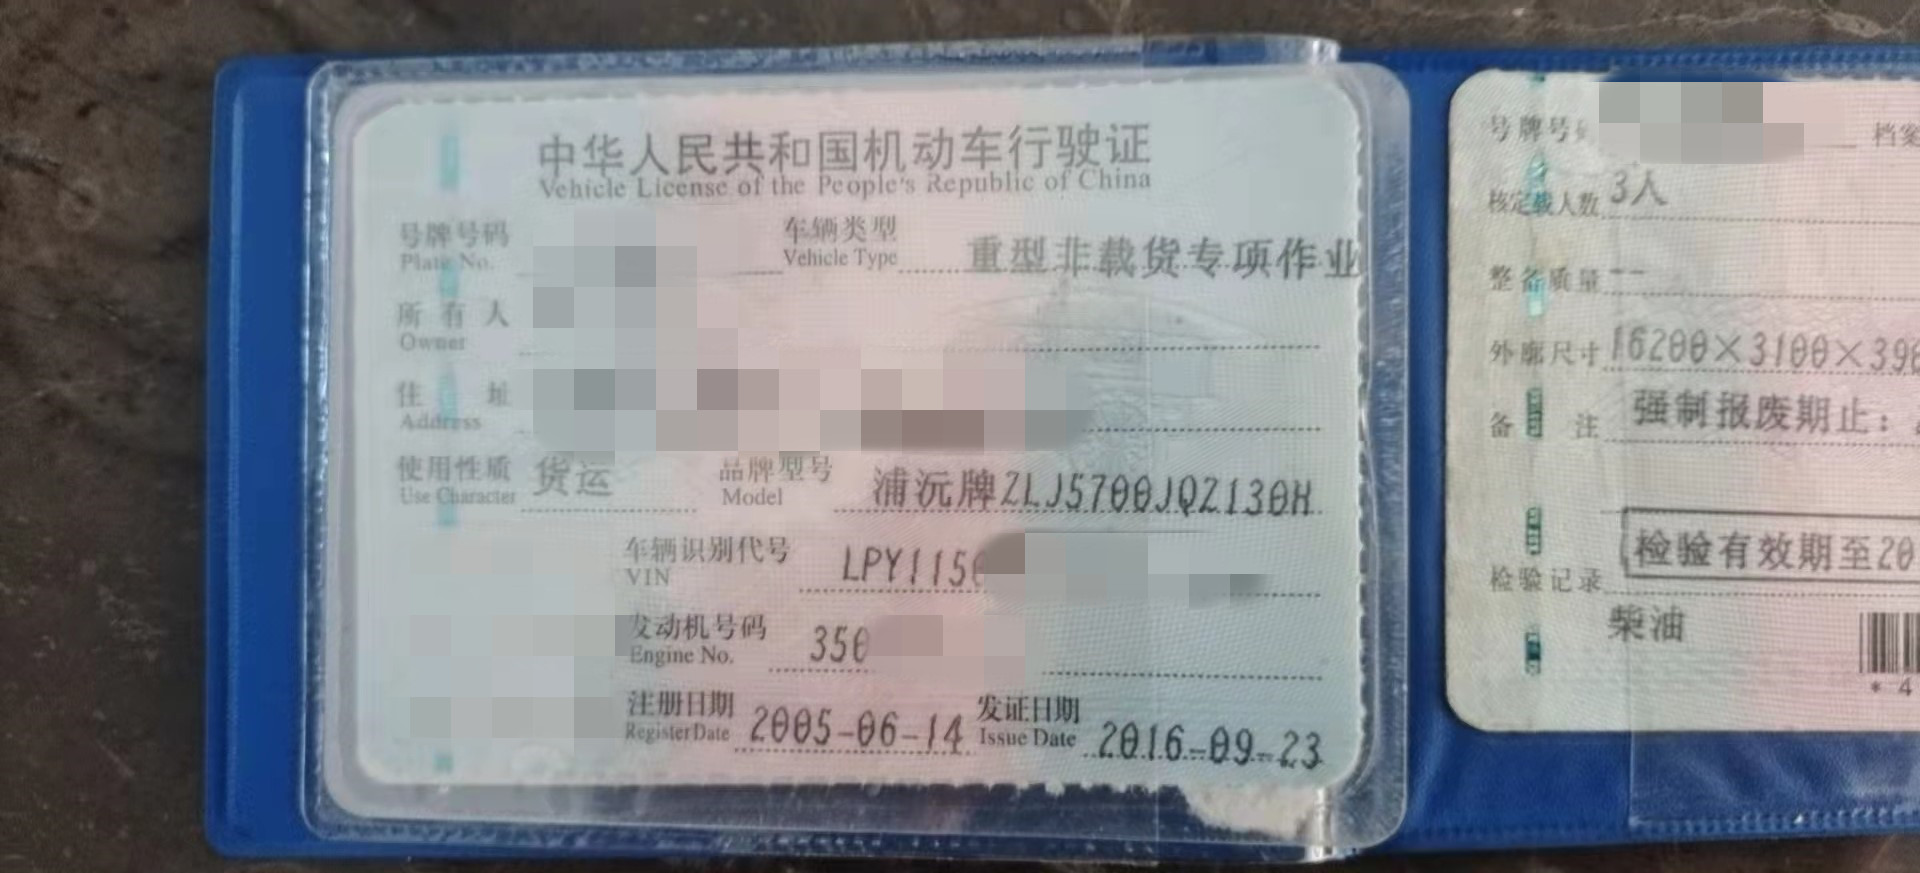 中华人民共和国机动车行驶证
Vehicle License of the People's Republic of China
号牌号码
Plate No.
车辆类型
Vehicle Type
重型非载货专项作业
所有人
Owner
住址
Address
使用性质
Use Character
货运
品牌型号
Model
浦沅牌ZLJ5700JQZ130H
车辆识别代号
VIN
LPY115
发动机号码
Engine No.
350
注册日期
Register Date
2005-06-14
发证日期
Issue Date
2016-09-23
号牌号
档案
核定载人数
3人
整备质量
--
外廓尺寸
16200×3100×39
备注
强制报废期止：
检验有效期至20
检验记录
柴油
*4